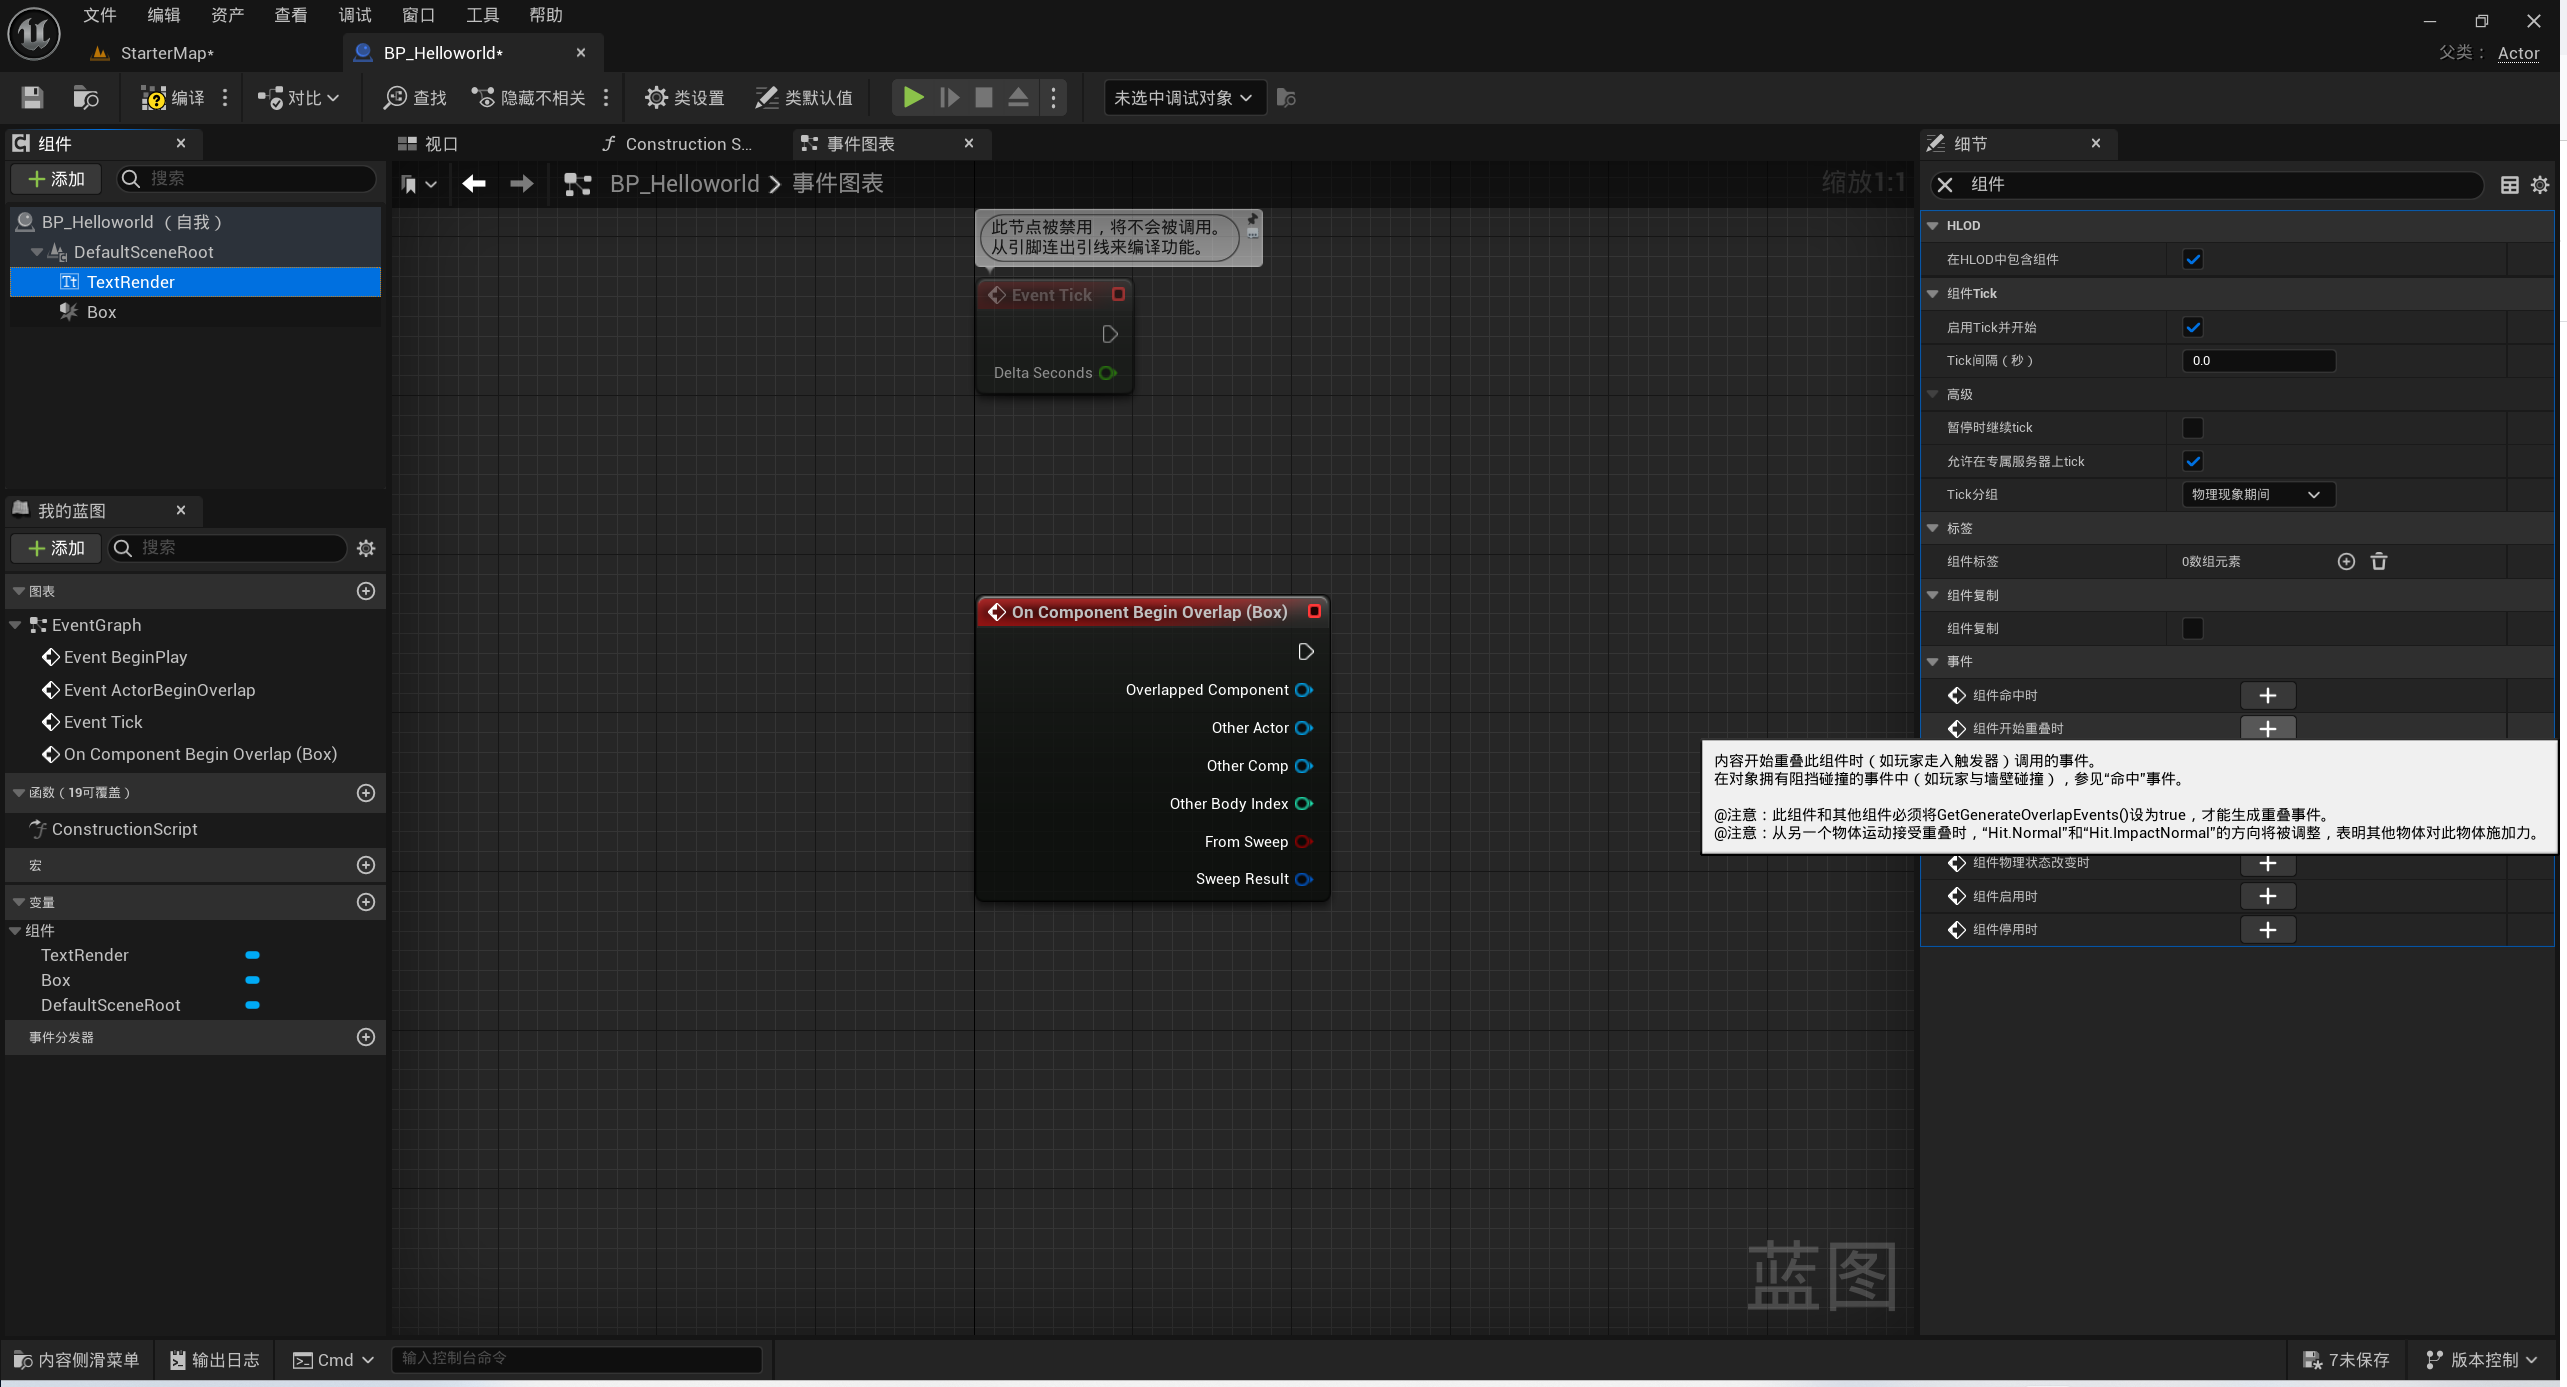 文件 编辑 资产 查看 调试 窗口 工具 帮助
StarterMap* BP_Helloworld* 父类： Actor
编译 对比 查找 隐藏不相关 类设置 类默认值 未选中调试对象
组件 视口 Construction S... 事件图表 细节
添加 搜索 BP_Helloworld 事件图表 缩放1:1 组件
BP_Helloworld （自我）
DefaultSceneRoot
TextRender
Box
我的蓝图
添加 搜索
图表
EventGraph
Event BeginPlay
Event ActorBeginOverlap
Event Tick
On Component Begin Overlap (Box)
函数（19可覆盖）
ConstructionScript
宏
变量
组件
TextRender
Box
DefaultSceneRoot
事件分发器
此节点被禁用，将不会被调用。
从引脚连出引线来编译功能。
Event Tick
Delta Seconds
On Component Begin Overlap (Box)
Overlapped Component
Other Actor
Other Comp
Other Body Index
From Sweep
Sweep Result
蓝图
HLOD
在HLOD中包含组件
组件Tick
启用Tick并开始
Tick间隔（秒） 0.0
高级
暂停时继续tick
允许在专属服务器上tick
Tick分组 物理现象期间
标签
组件标签 0数组元素
组件复制
组件复制
事件
组件命中时
组件开始重叠时
内容开始重叠此组件时（如玩家走入触发器）调用的事件。
在对象拥有阻挡碰撞的事件中（如玩家与墙壁碰撞），参见“命中”事件。
@注意：此组件和其他组件必须将GetGenerateOverlapEvents()设为true，才能生成重叠事件。
@注意：从另一个物体运动接受重叠时，“Hit.Normal”和“Hit.ImpactNormal”的方向将被调整，表明其他物体对此物体施加力。
组件物理状态改变时
组件启用时
组件停用时
内容侧滑菜单 输出日志 Cmd 输入控制台命令 7未保存 版本控制